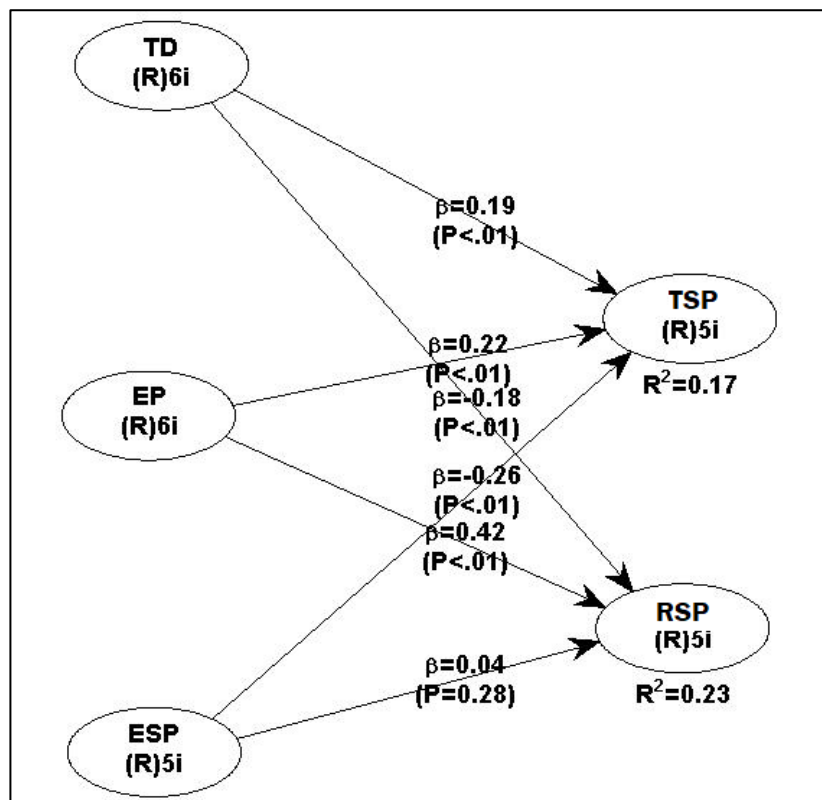 TD
(R)6i
β=0.19
(P<.01)
TSP
(R)5i
R²=0.17
β=0.22
(P<.01)
EP
(R)6i
β=-0.18
(P<.01)
β=-0.26
(P<.01)
β=0.42
(P<.01)
RSP
(R)5i
R²=0.23
β=0.04
(P=0.28)
ESP
(R)5i